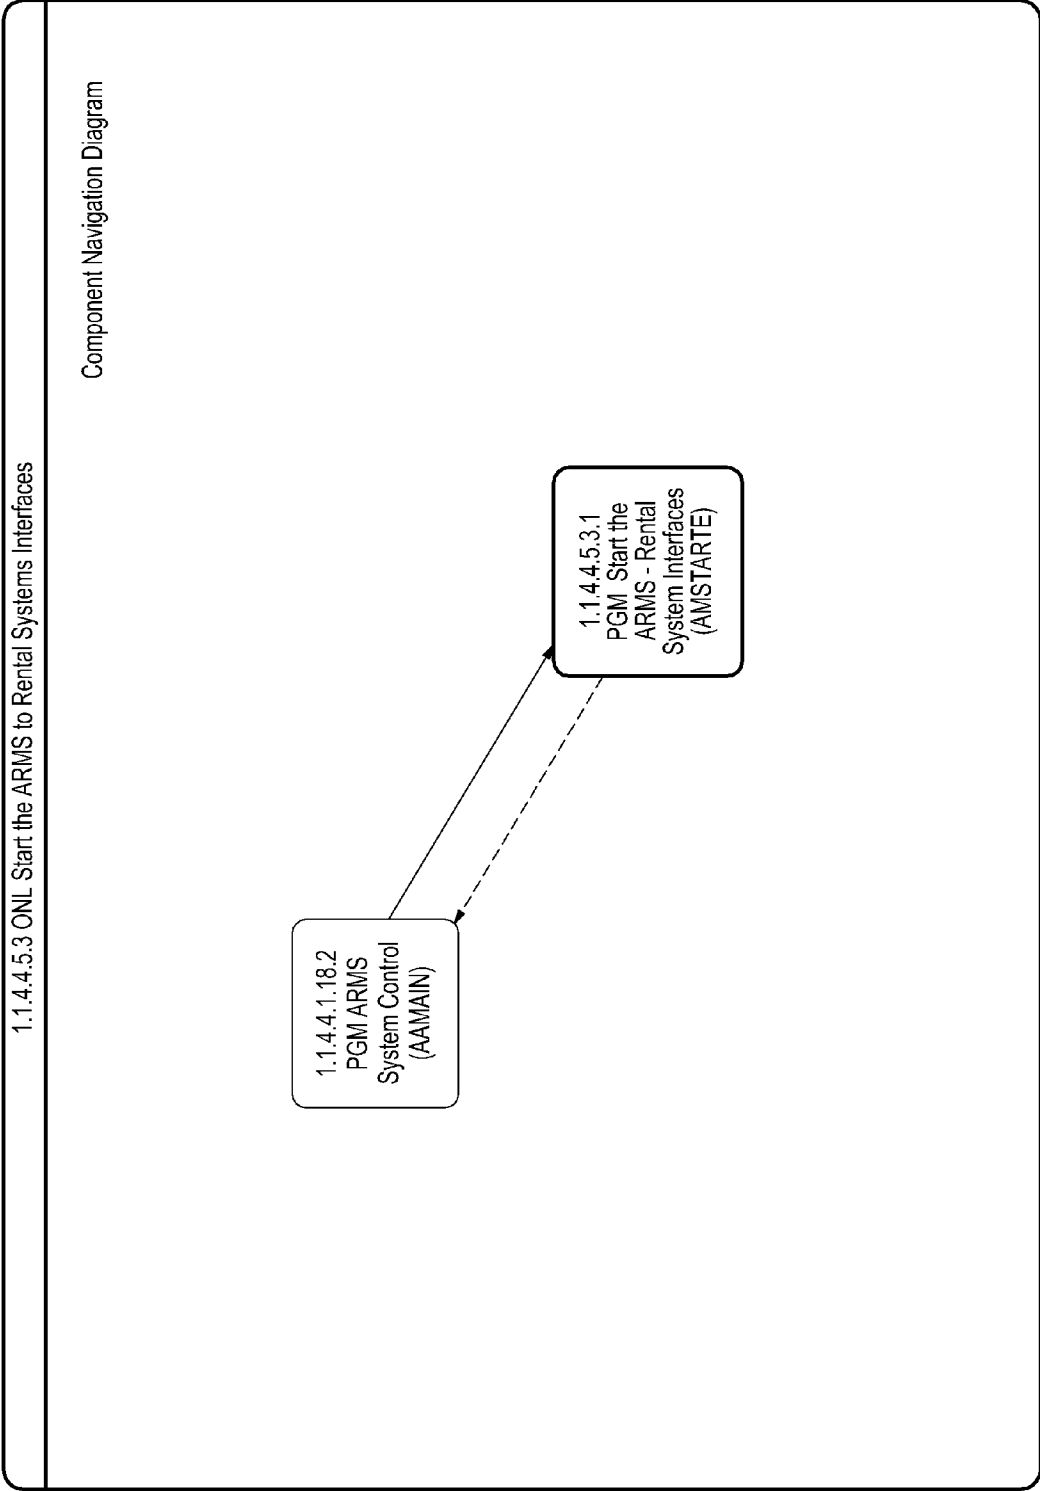 1.1.4.4.5.3 ONL Start the ARMS to Rental Systems Interfaces
Component Navigation Diagram
1.1.4.4.1.18.2
PGM ARMS
System Control
(AAMAIN)
1.1.4.4.5.3.1
PGM  Start the
ARMS - Rental
System Interfaces
(AMSTARTE)